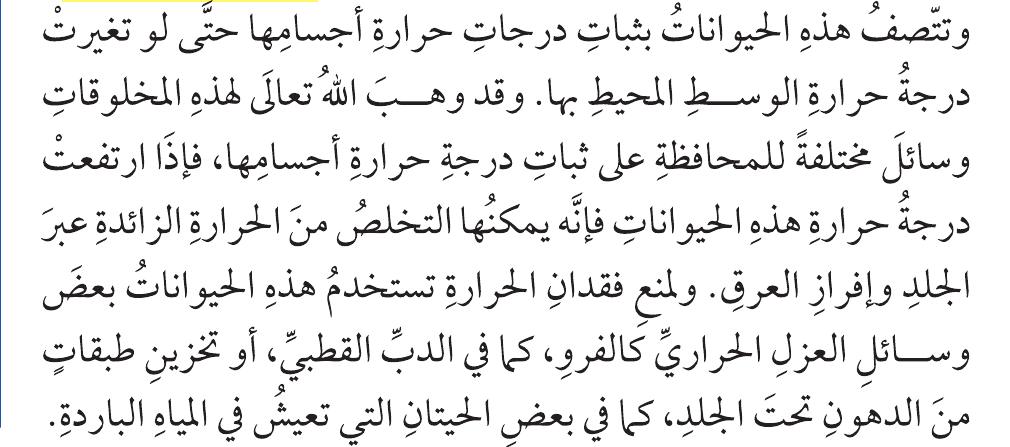 وتتّصفُ هذهِ الحيواناتُ بثباتِ درجاتِ حرارةِ أجسامِها حتَّى لو تغيرتْ
درجةُ حرارةِ الوسـطِ المحيطِ بها. وقد وهـبَ اللهُ تعالَى لهذهِ المخلوقاتِ
وسائلَ مختلفةً للمحافظةِ على ثباتِ درجةِ حرارةِ أجسامِها، فإذَا ارتفعتْ
درجةُ حرارةِ هذهِ الحيواناتِ فإنَّه يمكنُها التخلصُ منَ الحرارةِ الزائدةِ عبرَ
الجلدِ وإفرازِ العرقِ. ولمنعِ فقدانِ الحرارةِ تستخدمُ هذهِ الحيواناتُ بعضَ
وسـائلِ العزلِ الحراريِّ كالفروِ، كما في الدبِّ القطبيِّ، أو تخزينِ طبقاتٍ
منَ الدهونِ تحتَ الجلدِ، كما في بعضِ الحيتانِ التي تعيشُ في المياهِ الباردةِ.